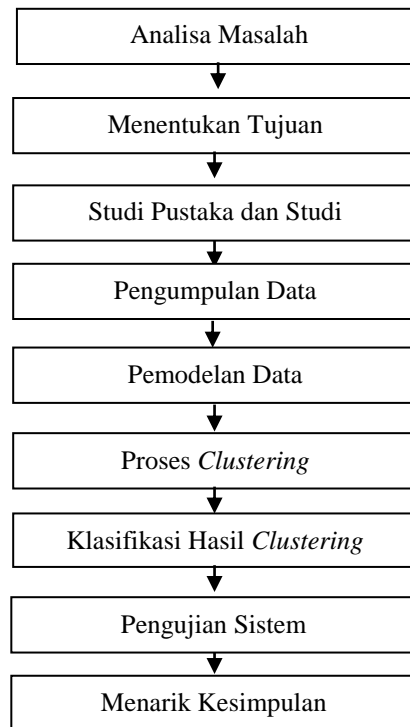 Analisa Masalah
Menentukan Tujuan
Studi Pustaka dan Studi
Pengumpulan Data
Pemodelan Data
Proses Clustering
Klasifikasi Hasil Clustering
Pengujian Sistem
Menarik Kesimpulan